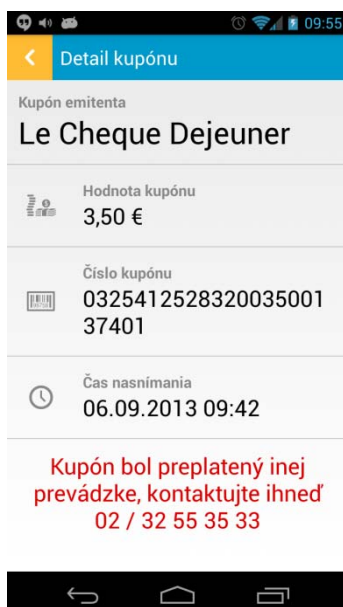 09:55
Detail kupónu
Kupón emitenta
Le Cheque Dejeuner
Hodnota kupónu
3,50 €
Číslo kupónu
0325412528320035001
37401
Čas nasnímania
06.09.2013 09:42
Kupón bol preplatený inej
prevádzke, kontaktujte ihneď
02 / 32 55 35 33